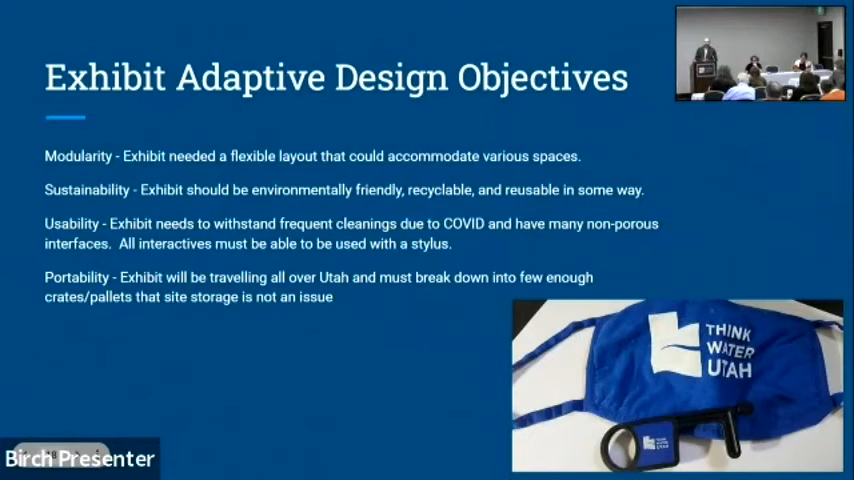 Exhibit Adaptive Design Objectives
Modularity - Exhibit needed a flexible layout that could accommodate various spaces.
Sustainability - Exhibit should be environmentally friendly, recyclable, and reusable in some way.
Usability - Exhibit needs to withstand frequent cleanings due to COVID and have many non-porous
interfaces. All interactives must be able to be used with a stylus.
Portability - Exhibit will be travelling all over Utah and must break down into few enough
crates/pallets that site storage is not an issue
THINK
WATER
UTAH
THINK
WATER
UTAH
Birch Presenter